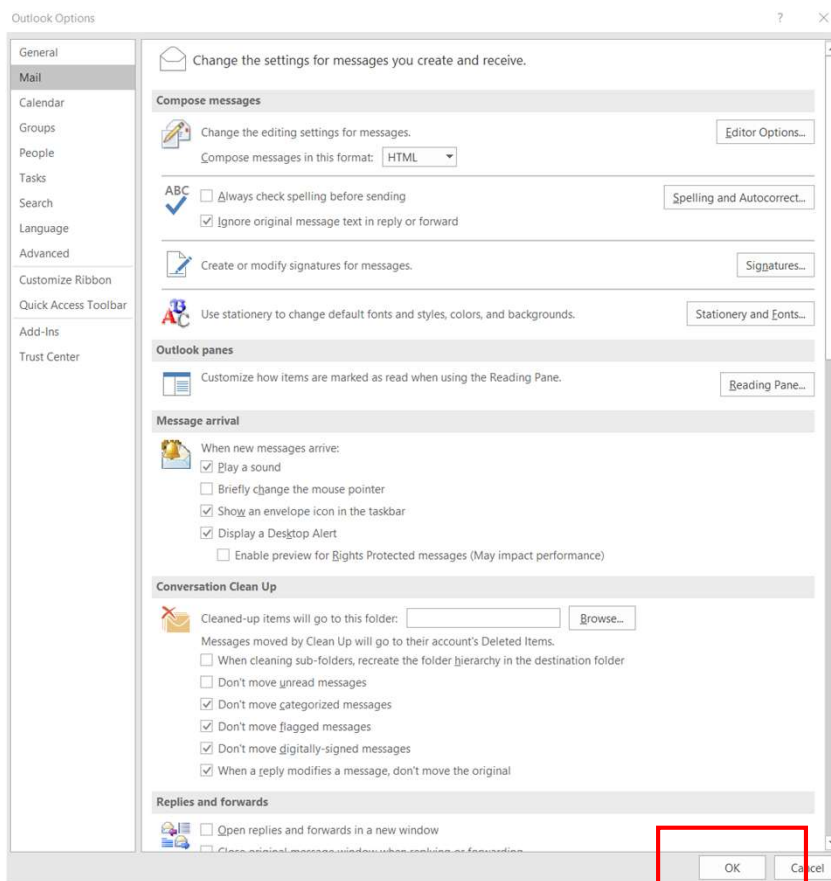 Outlook Options
General
Mail
Calendar
Groups
People
Tasks
Search
Language
Advanced
Customize Ribbon
Quick Access Toolbar
Add-Ins
Trust Center
Change the settings for messages you create and receive.
Compose messages
Change the editing settings for messages.
Editor Options...
Compose messages in this format: HTML
ABC
Always check spelling before sending
Spelling and Autocorrect...
Ignore original message text in reply or forward
Create or modify signatures for messages.
Signatures...
Use stationery to change default fonts and styles, colors, and backgrounds.
Stationery and Fonts...
Outlook panes
Customize how items are marked as read when using the Reading Pane.
Reading Pane...
Message arrival
When new messages arrive:
Play a sound
Briefly change the mouse pointer
Show an envelope icon in the taskbar
Display a Desktop Alert
Enable preview for Rights Protected messages (May impact performance)
Conversation Clean Up
Cleaned-up items will go to this folder:
Browse...
Messages moved by Clean Up will go to their account's Deleted Items.
When cleaning sub-folders, recreate the folder hierarchy in the destination folder
Don't move unread messages
Don't move categorized messages
Don't move flagged messages
Don't move digitally-signed messages
When a reply modifies a message, don't move the original
Replies and forwards
Open replies and forwards in a new window
Close original message window when replying or forwarding
OK
Cancel